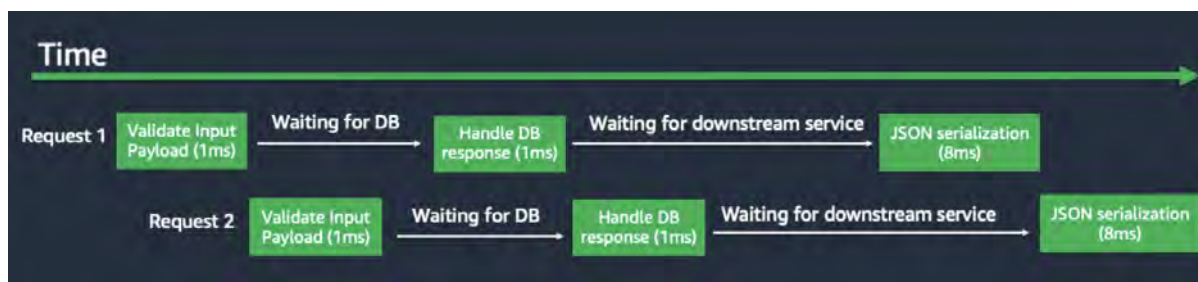 Time
Request 1
Validate Input
Payload (1ms)
Waiting for DB
Handle DB
response (1ms)
Waiting for downstream service
JSON serialization
(8ms)
Request 2
Validate Input
Payload (1ms)
Waiting for DB
Handle DB
response (1ms)
Waiting for downstream service
JSON serialization
(8ms)